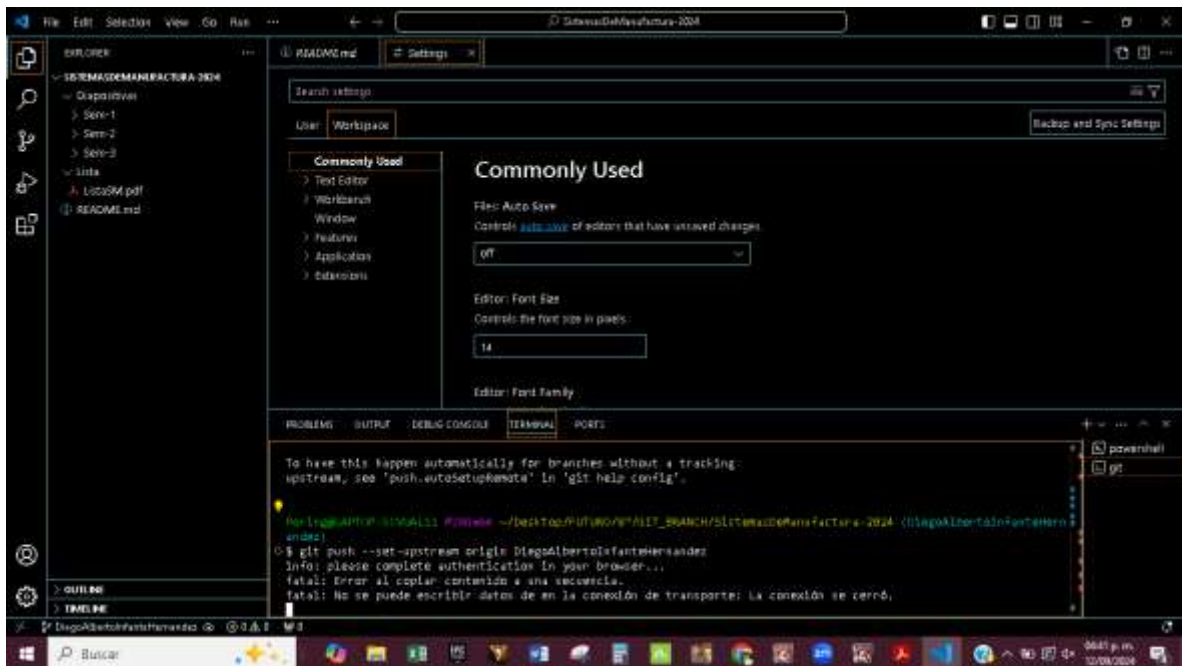 File Edit Selection View Go Run ...
SistemasDeManufactura-2024
EXPLORER
SISTEMASDEMANUFACTURA-2024
Diapositivas
Sem-1
Sem-2
Sem-3
Lista
ListaSM.pdf
README.md
OUTLINE
TIMELINE
README.md
Settings
Search settings
User Workspace
Backup and Sync Settings
Commonly Used
Text Editor
Workbench
Window
Features
Application
Extensions
Commonly Used
Files: Auto Save
Controls auto save of editors that have unsaved changes.
off
Editor: Font Size
Controls the font size in pixels.
14
Editor: Font Family
PROBLEMS OUTPUT DEBUG CONSOLE TERMINAL PORTS
powershell
git
To have this happen automatically for branches without a tracking
upstream, see 'push.autoSetupRemote' in 'git help config'.
(DiegoAlbertoInfanteHern
andez)
$ git push --set-upstream origin DiegoAlbertoInfanteHernandez
info: please complete authentication in your browser...
fatal: Error al copiar contenido a una secuencia.
fatal: No se puede escribir datos de en la conexión de transporte: La conexión se cerró.
DiegoAlbertoInfanteHernandez
Buscar